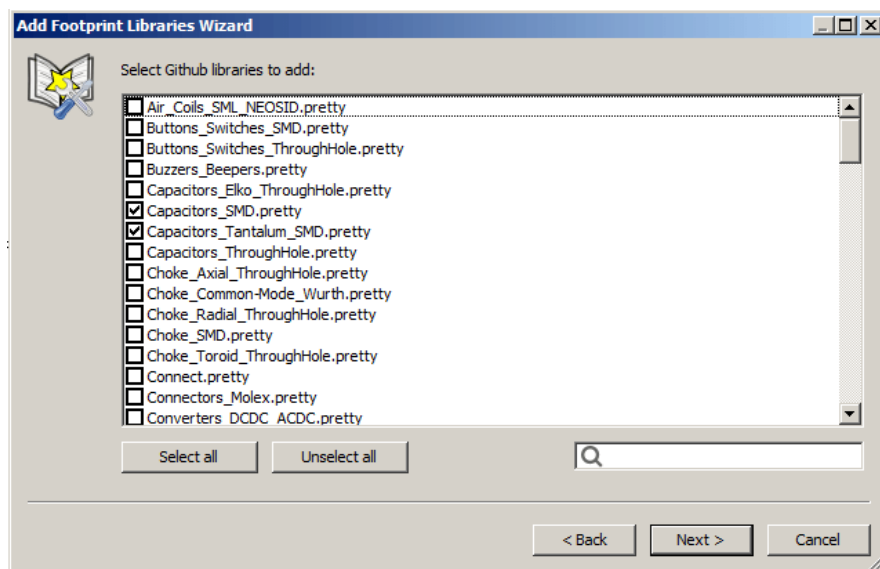 Add Footprint Libraries Wizard
Select Github libraries to add:
Air_Coils_SML_NEOSID.pretty
Buttons_Switches_SMD.pretty
Buttons_Switches_ThroughHole.pretty
Buzzers_Beepers.pretty
Capacitors_Elko_ThroughHole.pretty
Capacitors_SMD.pretty
Capacitors_Tantalum_SMD.pretty
Capacitors_ThroughHole.pretty
Choke_Axial_ThroughHole.pretty
Choke_Common-Mode_Wurth.pretty
Choke_Radial_ThroughHole.pretty
Choke_SMD.pretty
Choke_Toroid_ThroughHole.pretty
Connect.pretty
Connectors_Molex.pretty
Converters_DCDC_ACDC.pretty
Select all Unselect all
< Back Next > Cancel